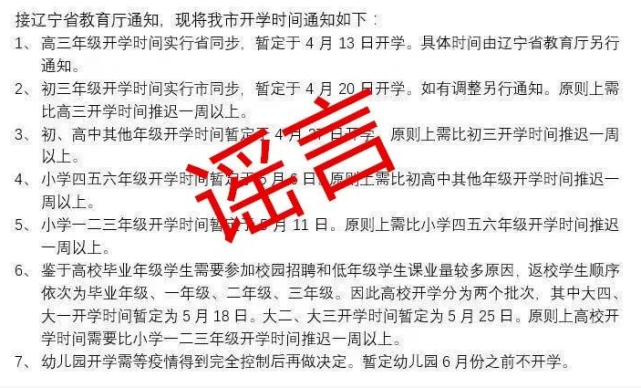 接辽宁省教育厅通知，现将我市开学时间通知如下：
1、高三年级开学时间实行省同步，暂定于 4 月 13 日开学。具体时间由辽宁省教育厅另行
通知。
2、初三年级开学时间实行市同步，暂定于 4 月 20 日开学。如有调整另行通知。原则上需
比高三开学时间推迟一周以上。
3、初、高中其他年级开学时间暂定于 4 月 27 日开学，原则上需比初三开学时间推迟一周
以上。
4、小学四五六年级开学时间暂定于 5 月 6 日。原则上需比初高中其他年级开学时间推迟一
周以上。
5、小学一二三年级开学时间暂定于 5 月 11 日。原则上需比小学四五六年级开学时间推迟
一周以上。
6、鉴于高校毕业年级学生需要参加校园招聘和低年级学生课业量较多原因，返校学生顺序
依次为毕业年级、一年级、二年级、三年级。因此高校开学分为两个批次，其中大四、
大一开学时间暂定为 5 月 18 日。大二、大三开学时间暂定为 5 月 25 日。原则上高校开
学时间需要比小学一二三年级开学时间推迟一周以上。
7、幼儿园开学需等疫情得到完全控制后再做决定。暂定幼儿园 6 月份之前不开学。
谣言